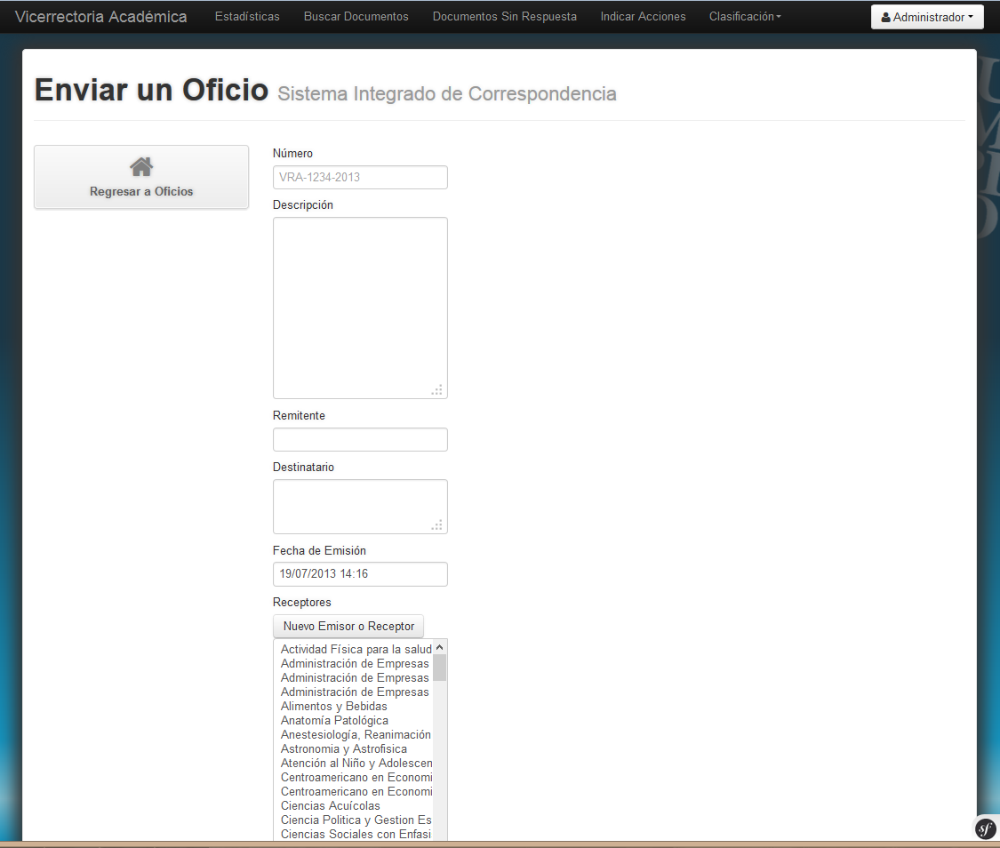 Vicerrectoria Académica Estadísticas Buscar Documentos Documentos Sin Respuesta Indicar Acciones Clasificación Administrador
Enviar un Oficio Sistema Integrado de Correspondencia
Regresar a Oficios
Número
VRA-1234-2013
Descripción
Remitente
Destinatario
Fecha de Emisión
19/07/2013 14:16
Receptores
Nuevo Emisor o Receptor
Actividad Física para la salud
Administración de Empresas
Administración de Empresas
Administración de Empresas
Alimentos y Bebidas
Anatomía Patológica
Anestesiología, Reanimación
Astronomia y Astrofisica
Atención al Niño y Adolescen
Centroamericano en Economi
Centroamericano en Economi
Ciencias Acuícolas
Ciencia Politica y Gestion Es
Ciencias Sociales con Enfasi
sf